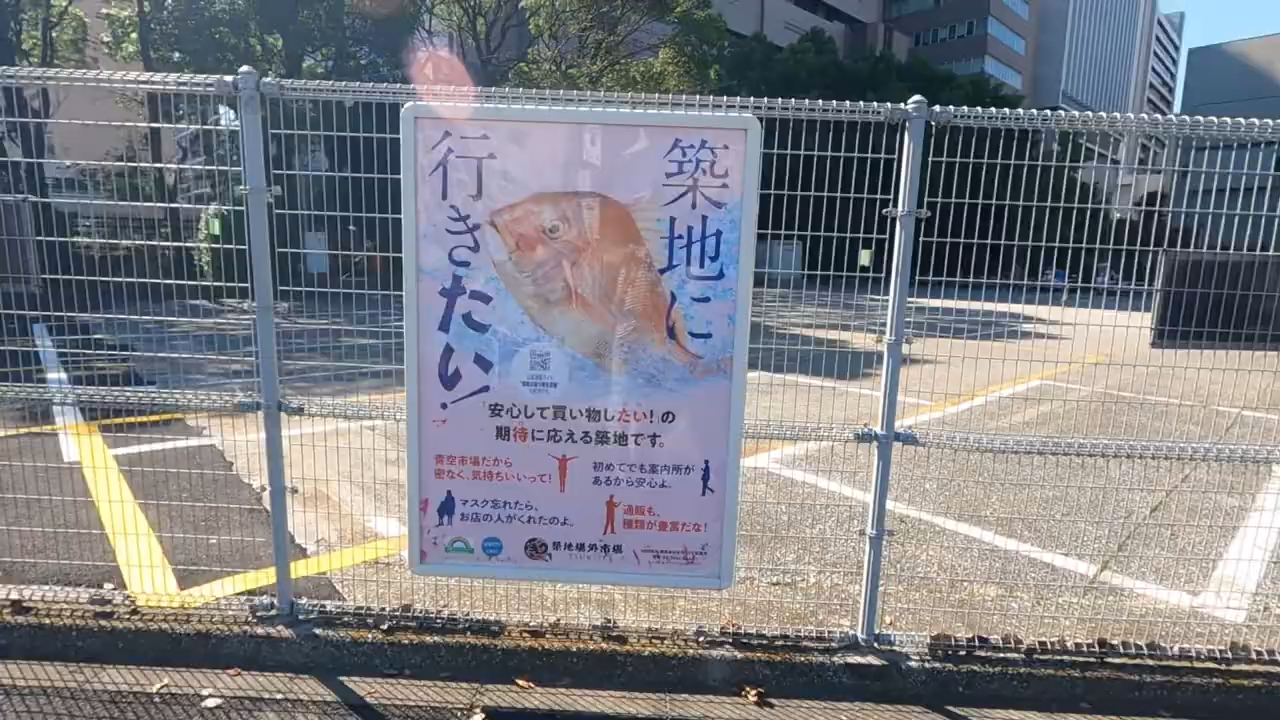 築地に
行きたい!
「安心して買い物したい!」の
期待に応える築地です。
青空市場だから
密なく、気持ちいいって!
初めてでも案内所が
あるから安心よ。
マスク忘れたら、
お店の人がくれたのよ。
通販も、
種類が豊富だな!
築地場外市場